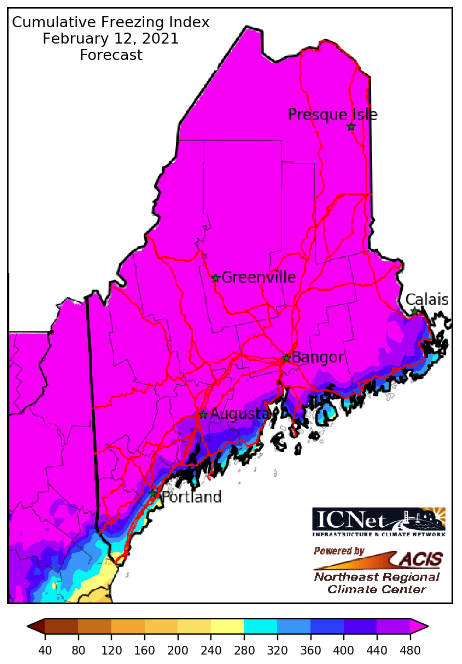 Cumulative Freezing Index
February 12, 2021
Forecast
Presque Isle
Greenville
Calais
Bangor
Augusta
Portland
ICNet
INFRASTRUCTURE & CLIMATE NETWORK
Powered by
ACIS
Northeast Regional
Climate Center
40 80 120 160 200 240 280 320 360 400 440 480